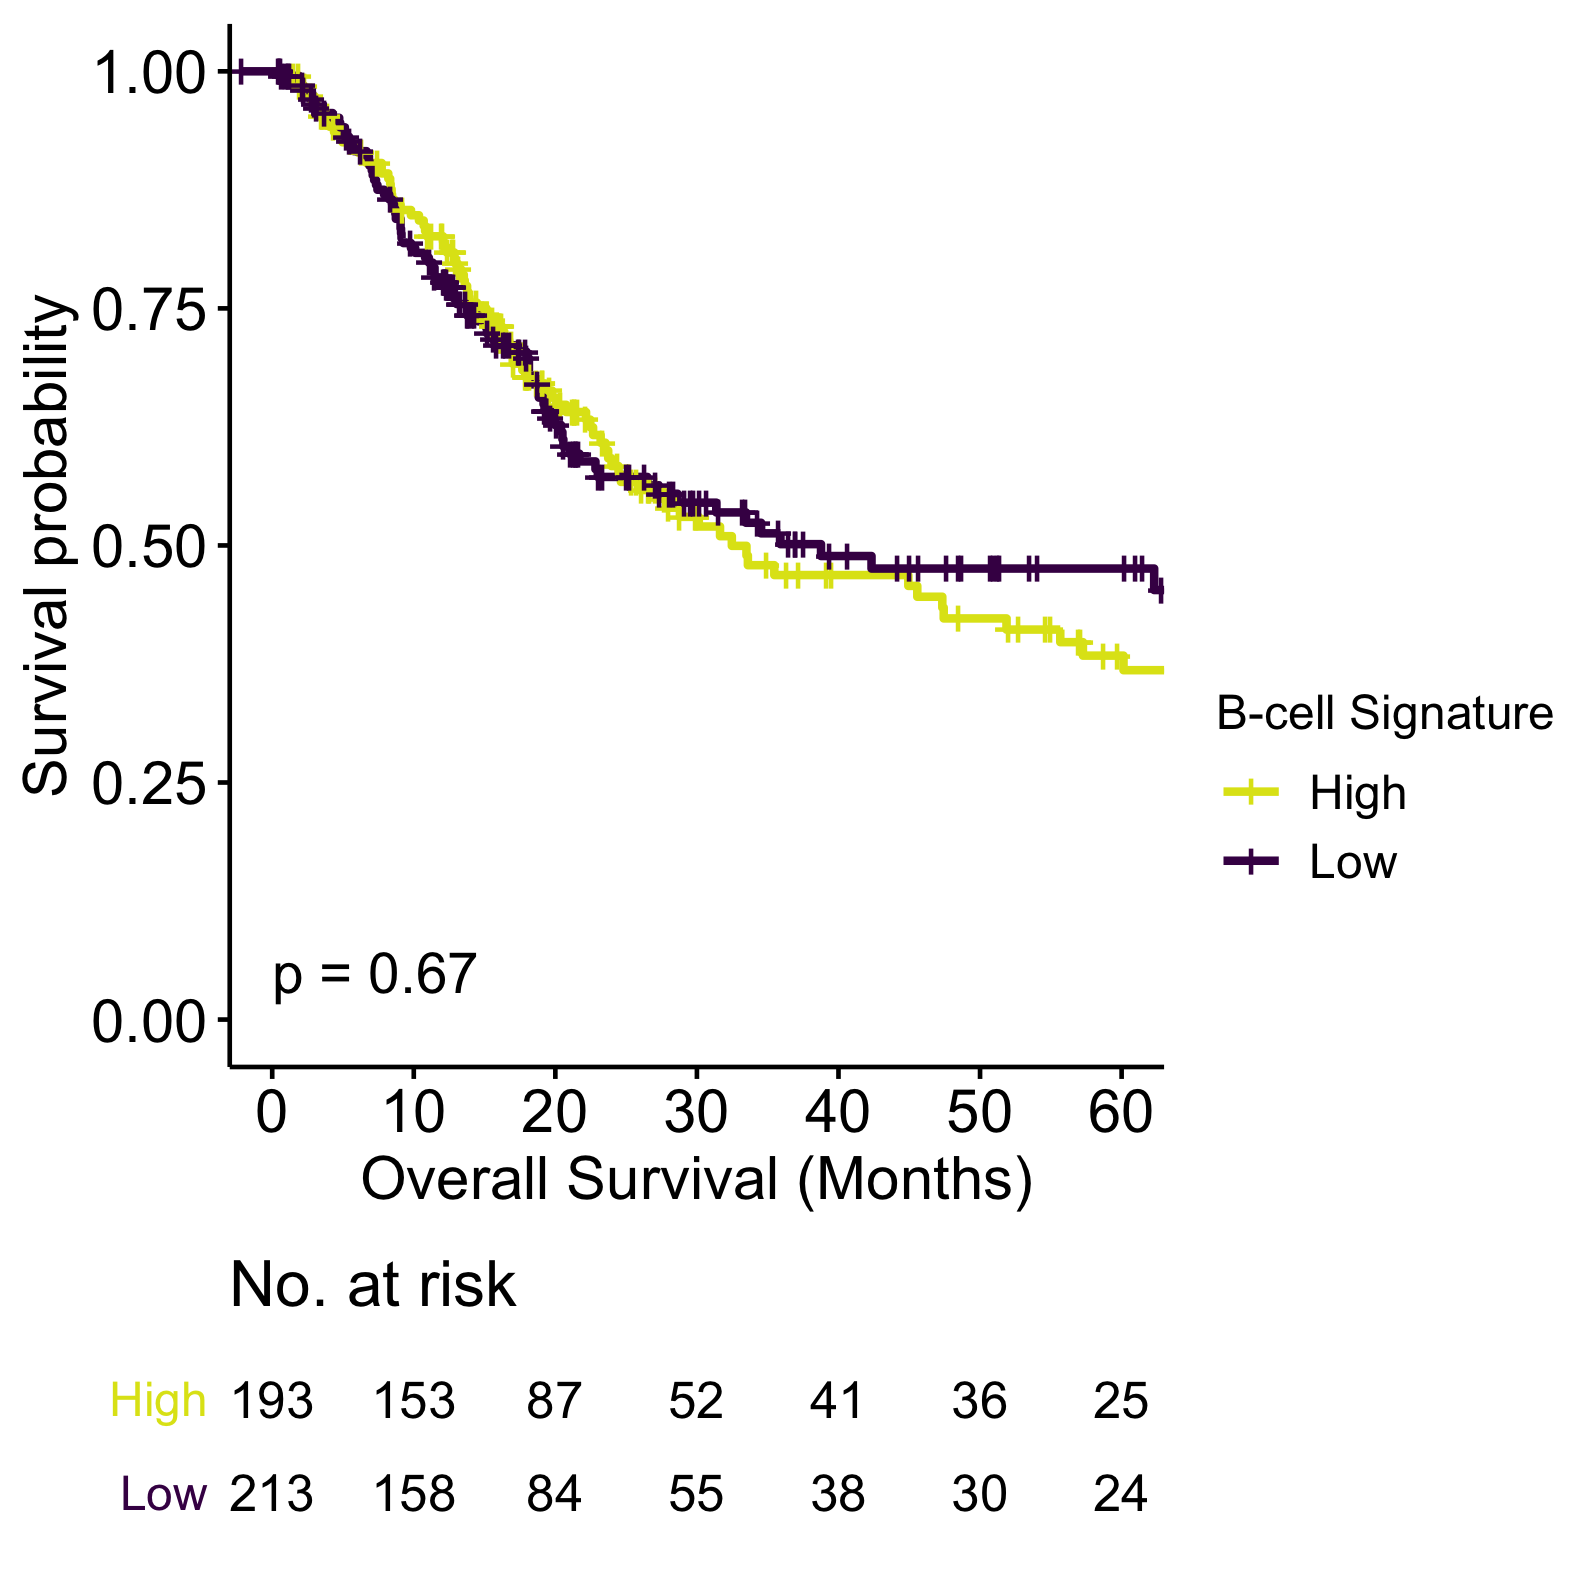 Survival probability
1.00
0.75
0.50
0.25
0.00
p = 0.67
0 10 20 30 40 50 60
Overall Survival (Months)
B-cell Signature
High
Low
No. at risk
High 193 153 87 52 41 36 25
Low 213 158 84 55 38 30 24